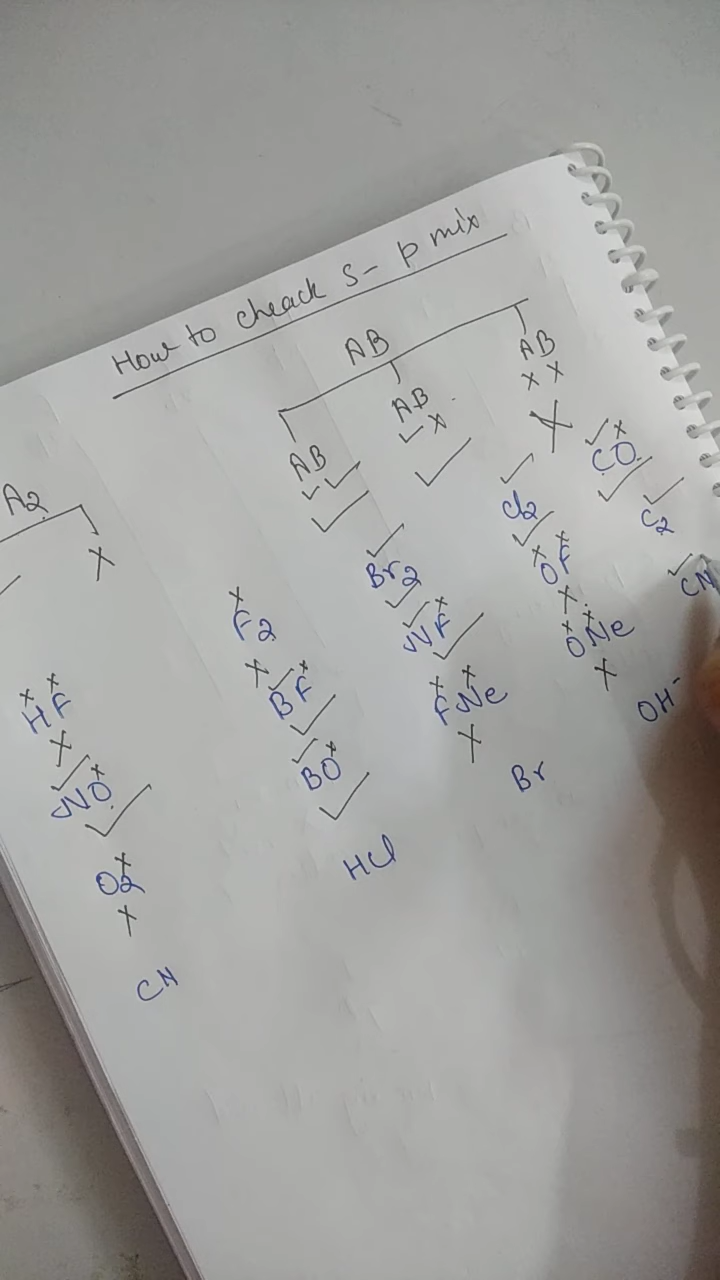 How to cheack s- p mix
AB
AB
AB
AB
A2
CO
Cl2
C2
Br2
OF
CN
F2
NF
ONe
HF
BF
FNe
OH-
NO
BO
Br
O2
HCl
CN